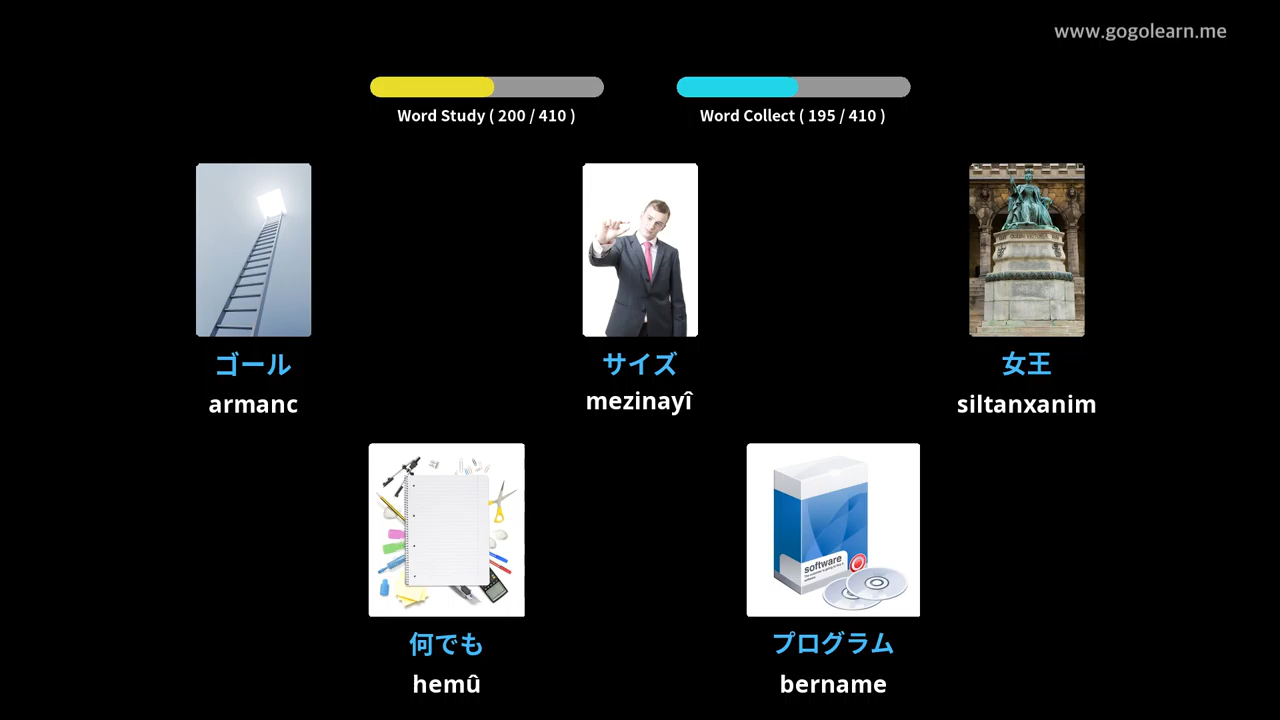 www.gogolearn.me
Word Study ( 200 / 410 )
Word Collect ( 195 / 410 )
ゴール
armanc
サイズ
mezinayî
女王
siltanxanim
software
何でも
hemû
プログラム
bername